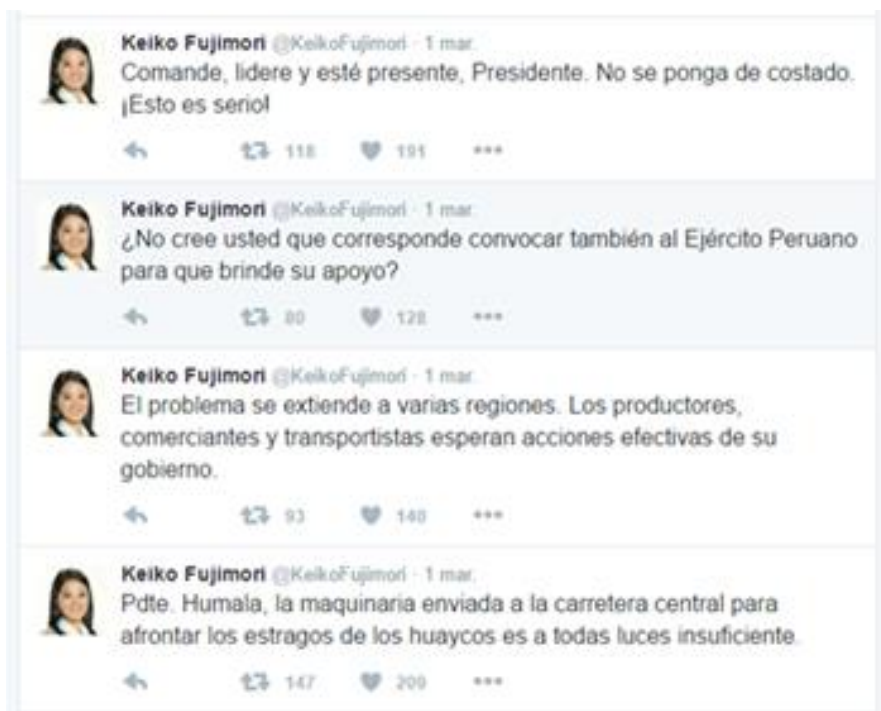 Keiko Fujimori @KeikoFujimori · 1 mar.
Comande, lidere y esté presente, Presidente. No se ponga de costado.
¡Esto es serio!
118 191
Keiko Fujimori @KeikoFujimori · 1 mar.
¿No cree usted que corresponde convocar también al Ejército Peruano
para que brinde su apoyo?
80 128
Keiko Fujimori @KeikoFujimori · 1 mar.
El problema se extiende a varias regiones. Los productores,
comerciantes y transportistas esperan acciones efectivas de su
gobierno.
93 140
Keiko Fujimori @KeikoFujimori · 1 mar.
Pdte. Humala, la maquinaria enviada a la carretera central para
afrontar los estragos de los huaycos es a todas luces insuficiente.
147 209